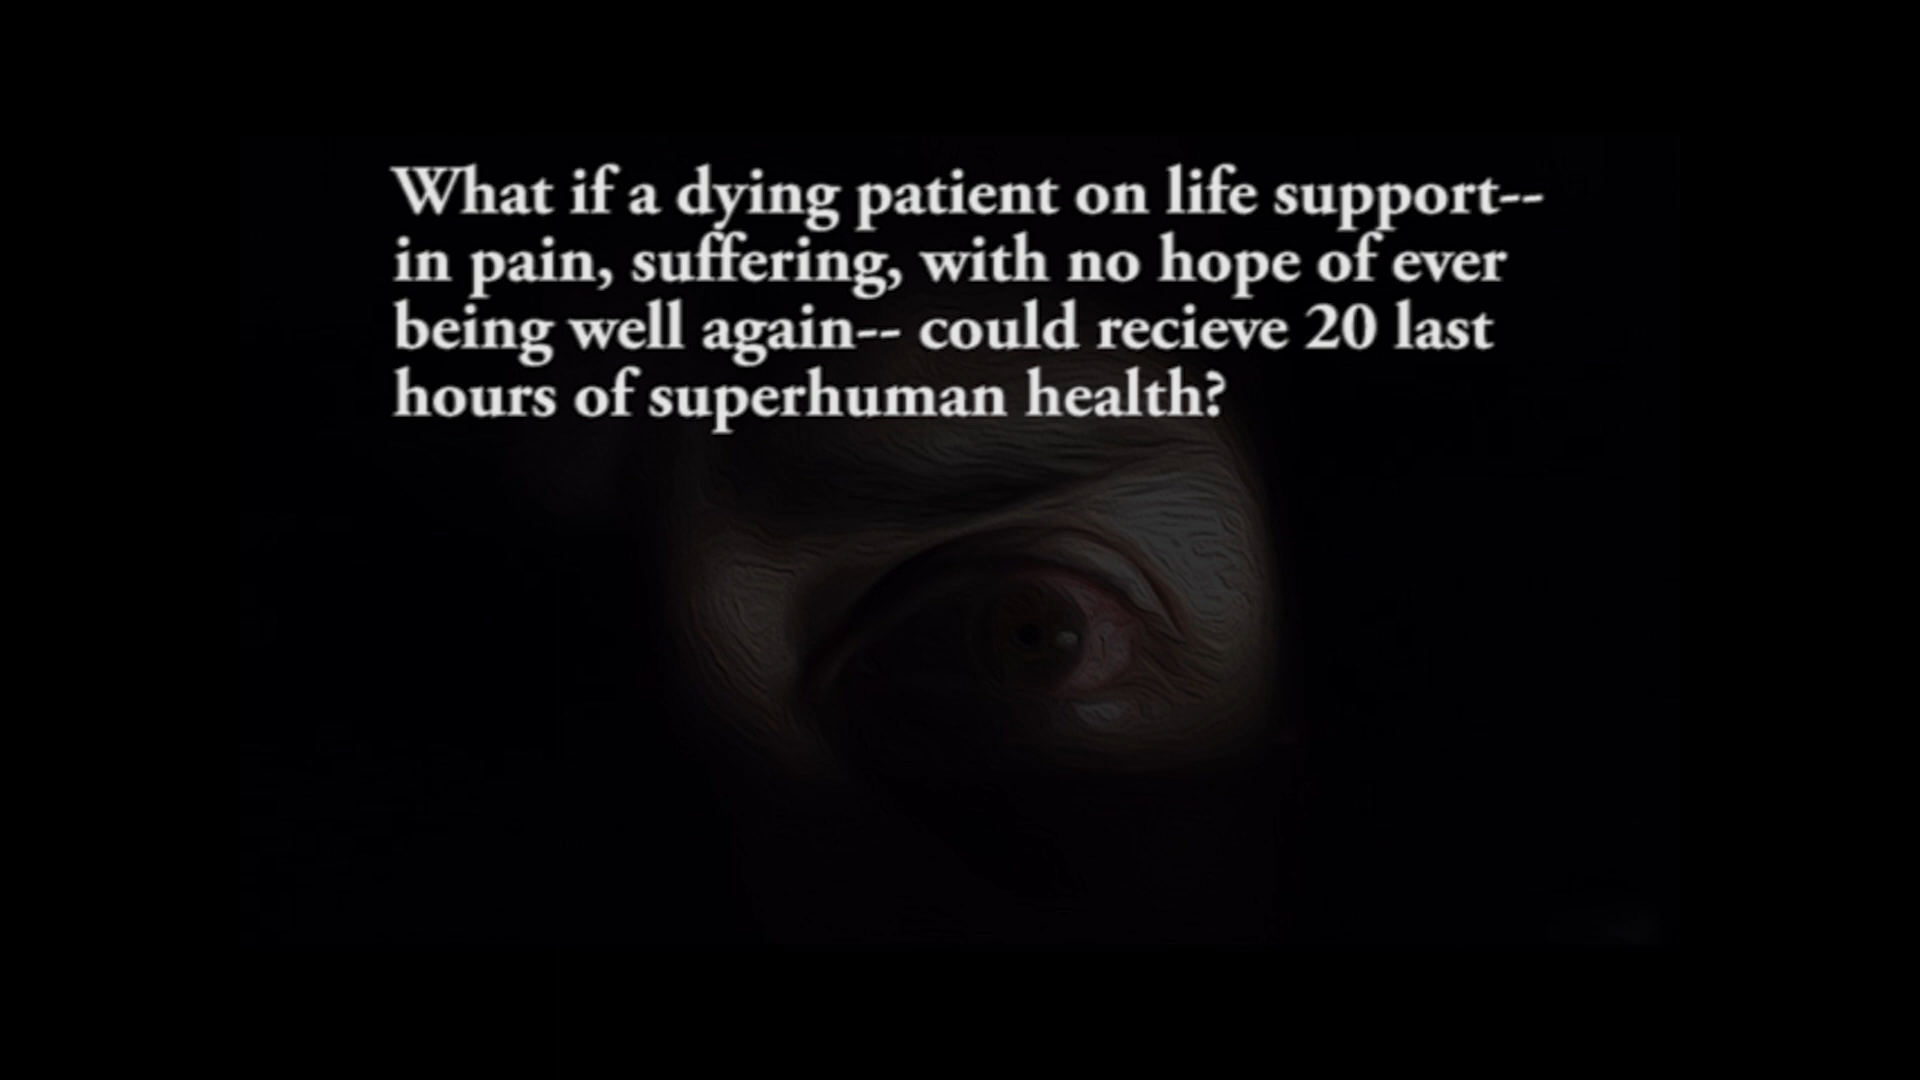 What if a dying patient on life support--
in pain, suffering, with no hope of ever
being well again-- could recieve 20 last
hours of superhuman health?